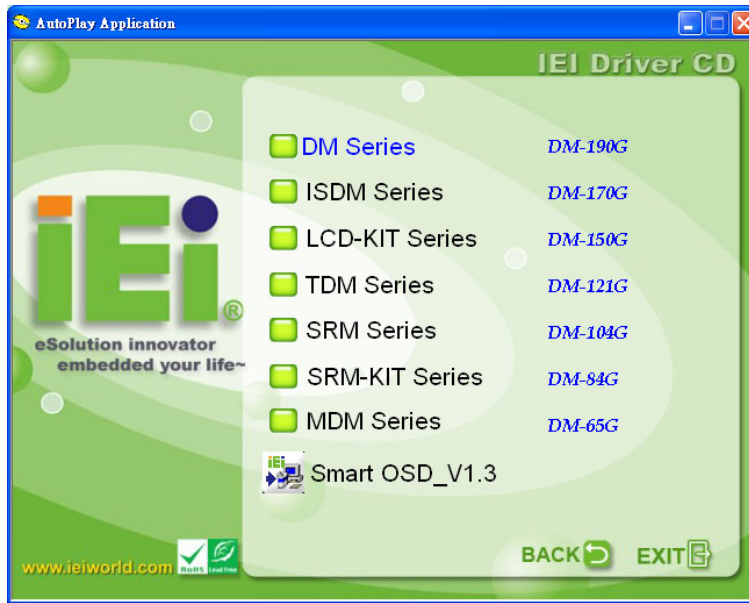 AutoPlay Application
IEI Driver CD
DM Series DM-190G
ISDM Series DM-170G
LCD-KIT Series DM-150G
TDM Series DM-121G
SRM Series DM-104G
SRM-KIT Series DM-84G
MDM Series DM-65G
iEi Smart OSD_V1.3
iEi®
eSolution innovator
embedded your life~
www.ieiworld.com RoHS Lead Free
BACK EXIT